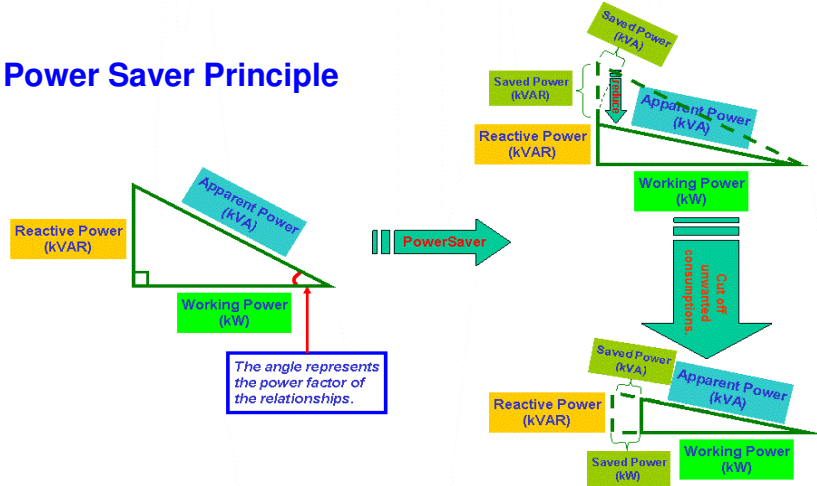 Power Saver Principle
Reactive Power
(kVAR)
Apparent Power
(kVA)
Working Power
(kW)
The angle represents
the power factor of
the relationships.
PowerSaver
Saved Power
(kVA)
Saved Power
(kVAR)
reduce
Apparent Power
(kVA)
Reactive Power
(kVAR)
Working Power
(kW)
Cut off
unwanted
consumptions.
Saved Power
(kVA)
Apparent Power
(kVA)
Reactive Power
(kVAR)
Working Power
(kW)
Saved Power
(kW)